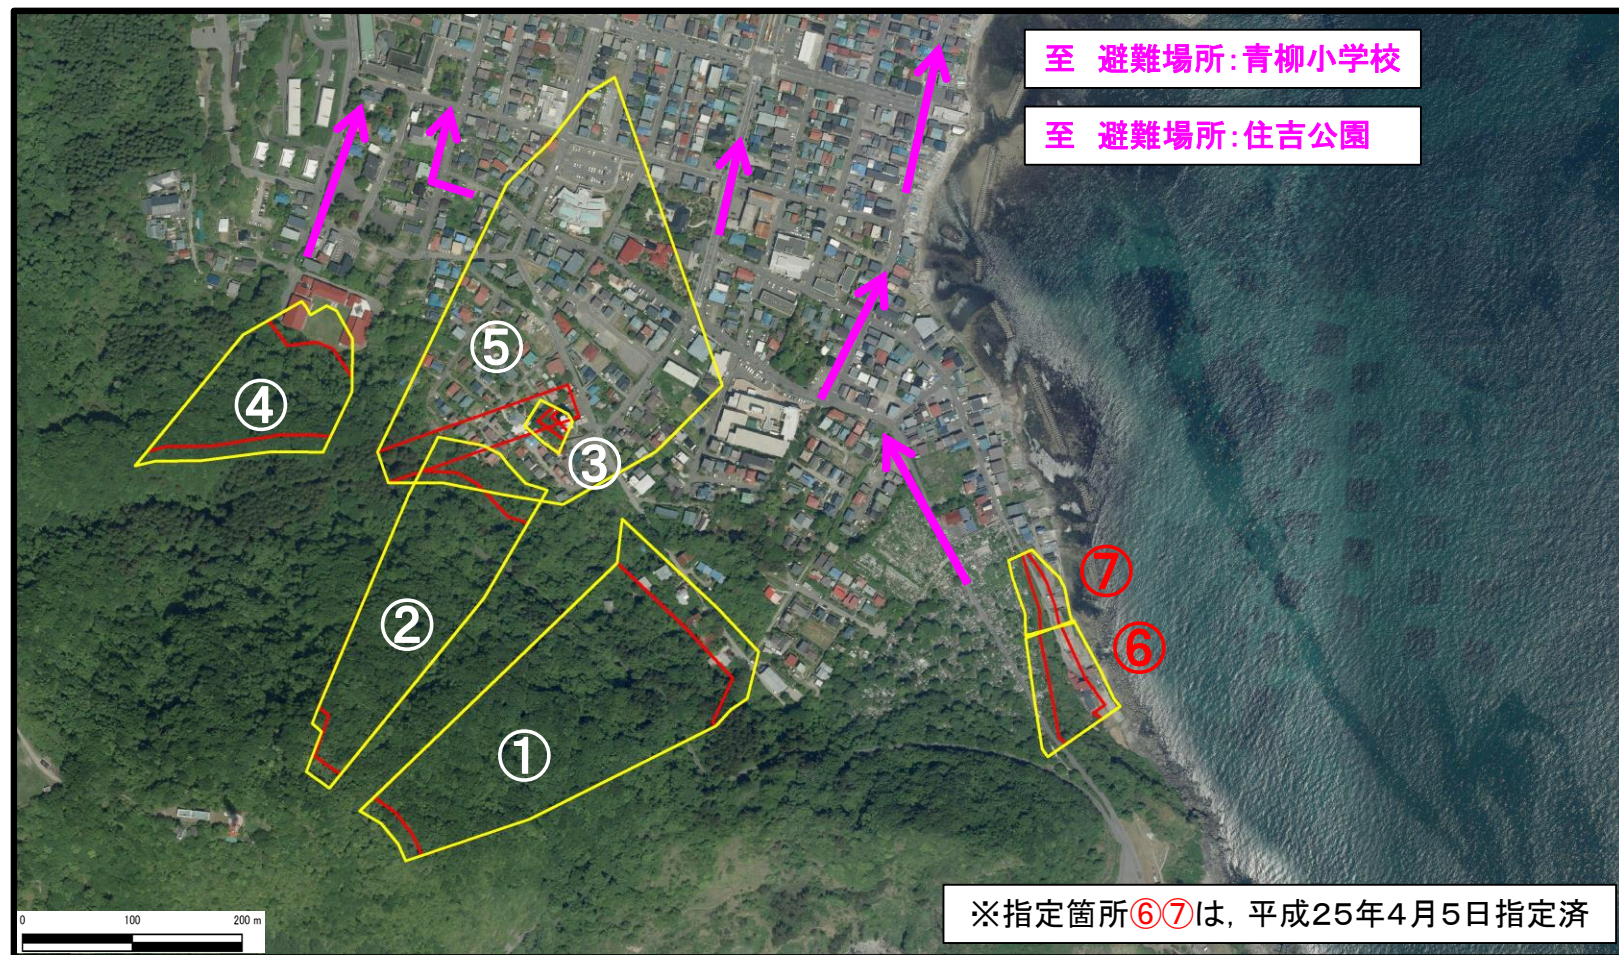 至 避難場所:青柳小学校
至 避難場所:住吉公園
⑤
④
③
⑦
②
⑥
①
0 100 200 m
※指定箇所⑥⑦は，平成25年4月5日指定済